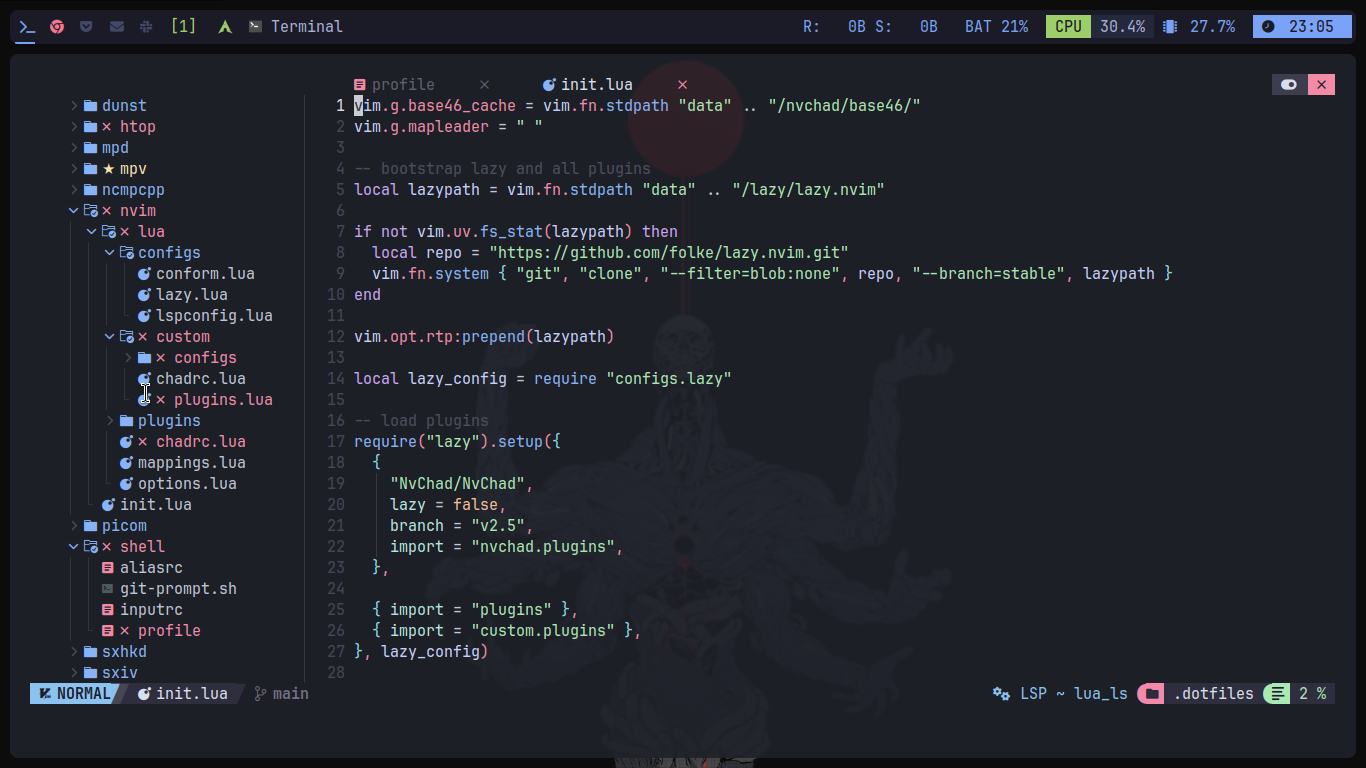 [1] Terminal R: 0B S: 0B BAT 21% CPU 30.4% 27.7% 23:05
profile × init.lua ×
dunst
× htop
mpd
★ mpv
ncmpcpp
nvim
× lua
configs
conform.lua
lazy.lua
lspconfig.lua
× custom
× configs
chadrc.lua
× plugins.lua
plugins
× chadrc.lua
mappings.lua
options.lua
init.lua
picom
× shell
aliasrc
git-prompt.sh
inputrc
× profile
sxhkd
sxiv
1 vim.g.base46_cache = vim.fn.stdpath "data" .. "/nvchad/base46/"
2 vim.g.mapleader = " "
3
4 -- bootstrap lazy and all plugins
5 local lazypath = vim.fn.stdpath "data" .. "/lazy/lazy.nvim"
6
7 if not vim.uv.fs_stat(lazypath) then
8   local repo = "https://github.com/folke/lazy.nvim.git"
9   vim.fn.system { "git", "clone", "--filter=blob:none", repo, "--branch=stable", lazypath }
10 end
11
12 vim.opt.rtp:prepend(lazypath)
13
14 local lazy_config = require "configs.lazy"
15
16 -- load plugins
17 require("lazy").setup({
18   {
19     "NvChad/NvChad",
20     lazy = false,
21     branch = "v2.5",
22     import = "nvchad.plugins",
23   },
24
25   { import = "plugins" },
26   { import = "custom.plugins" },
27 }, lazy_config)
28
NORMAL init.lua main LSP ~ lua_ls .dotfiles 2 %